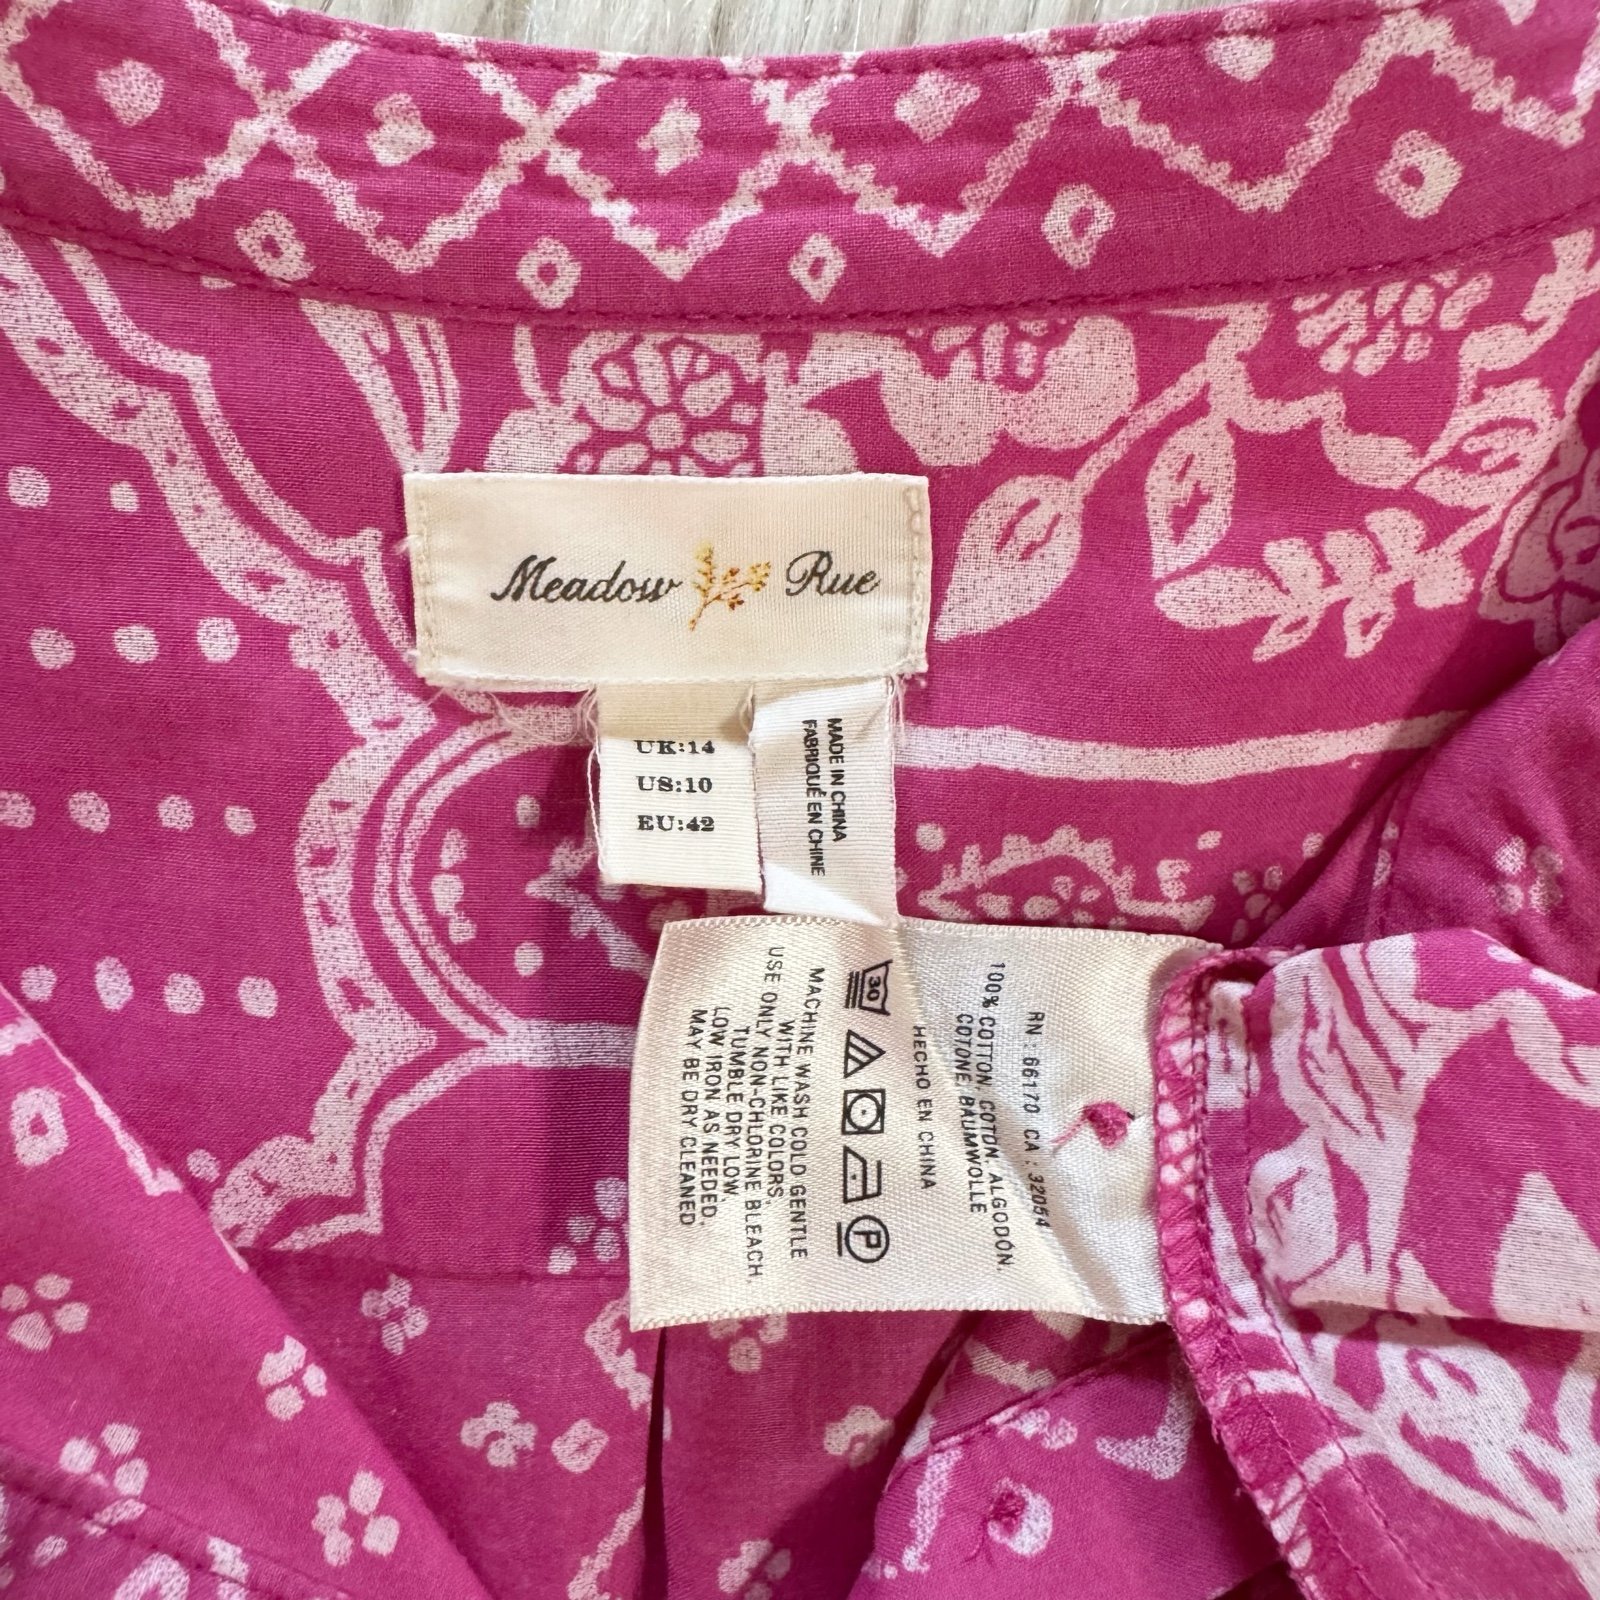 Meadow Rue
UK:14
US:10
EU:42
MADE IN CHINA
FABRIQUÉ EN CHINE
RN : 66170 CA : 32054
100% COTTON, COTON, ALGODÓN,
COTONE, BAUMWOLLE
HECHO EN CHINA
30
P
MACHINE WASH COLD GENTLE
WITH LIKE COLORS,
USE ONLY NON-CHLORINE BLEACH,
TUMBLE DRY LOW,
LOW IRON AS NEEDED,
MAY BE DRY CLEANED